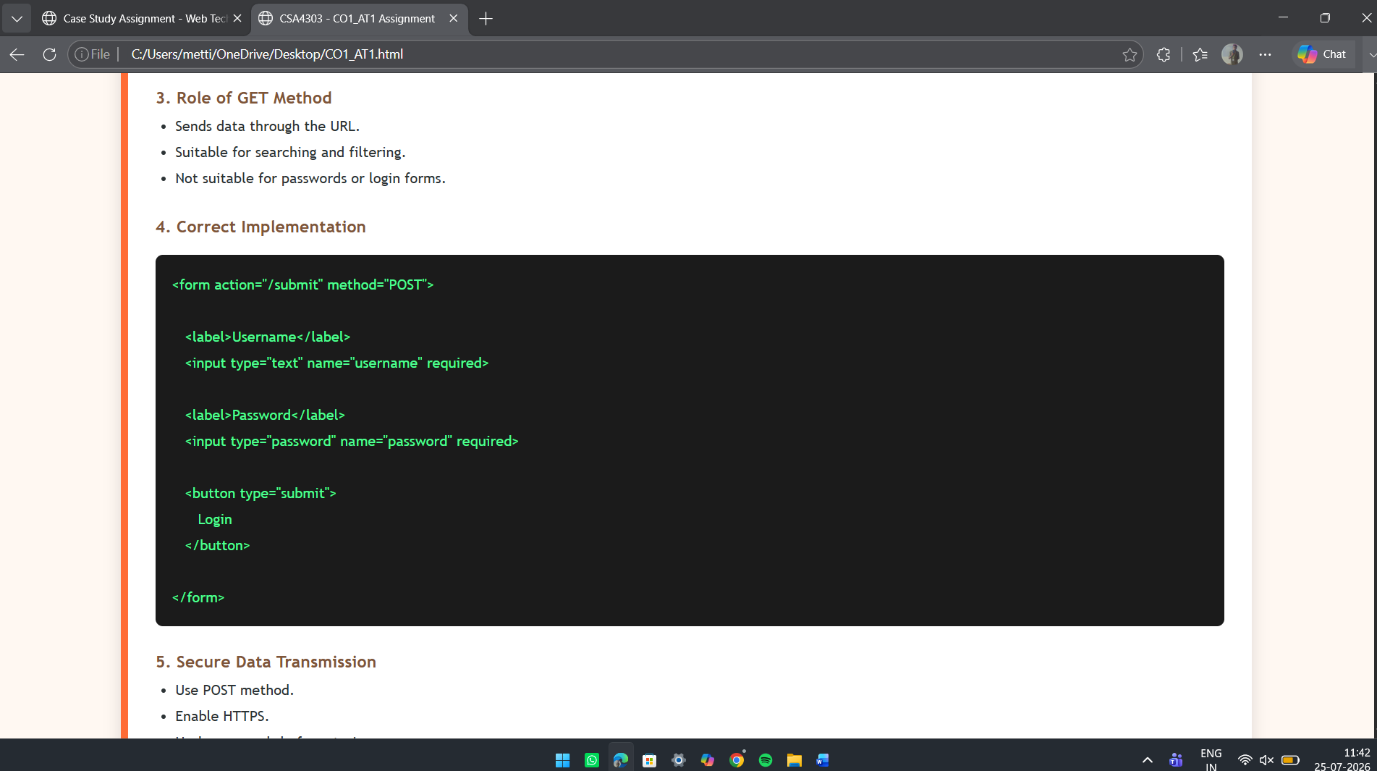 Case Study Assignment - Web Tec
CSA4303 - CO1_AT1 Assignment
File
C:/Users/metti/OneDrive/Desktop/CO1_AT1.html
Chat
3. Role of GET Method
• Sends data through the URL.
• Suitable for searching and filtering.
• Not suitable for passwords or login forms.
4. Correct Implementation
<form action="/submit" method="POST">
<label>Username</label>
<input type="text" name="username" required>
<label>Password</label>
<input type="password" name="password" required>
<button type="submit">
Login
</button>
</form>
5. Secure Data Transmission
• Use POST method.
• Enable HTTPS.
ENG
IN
11:42
25-07-2026